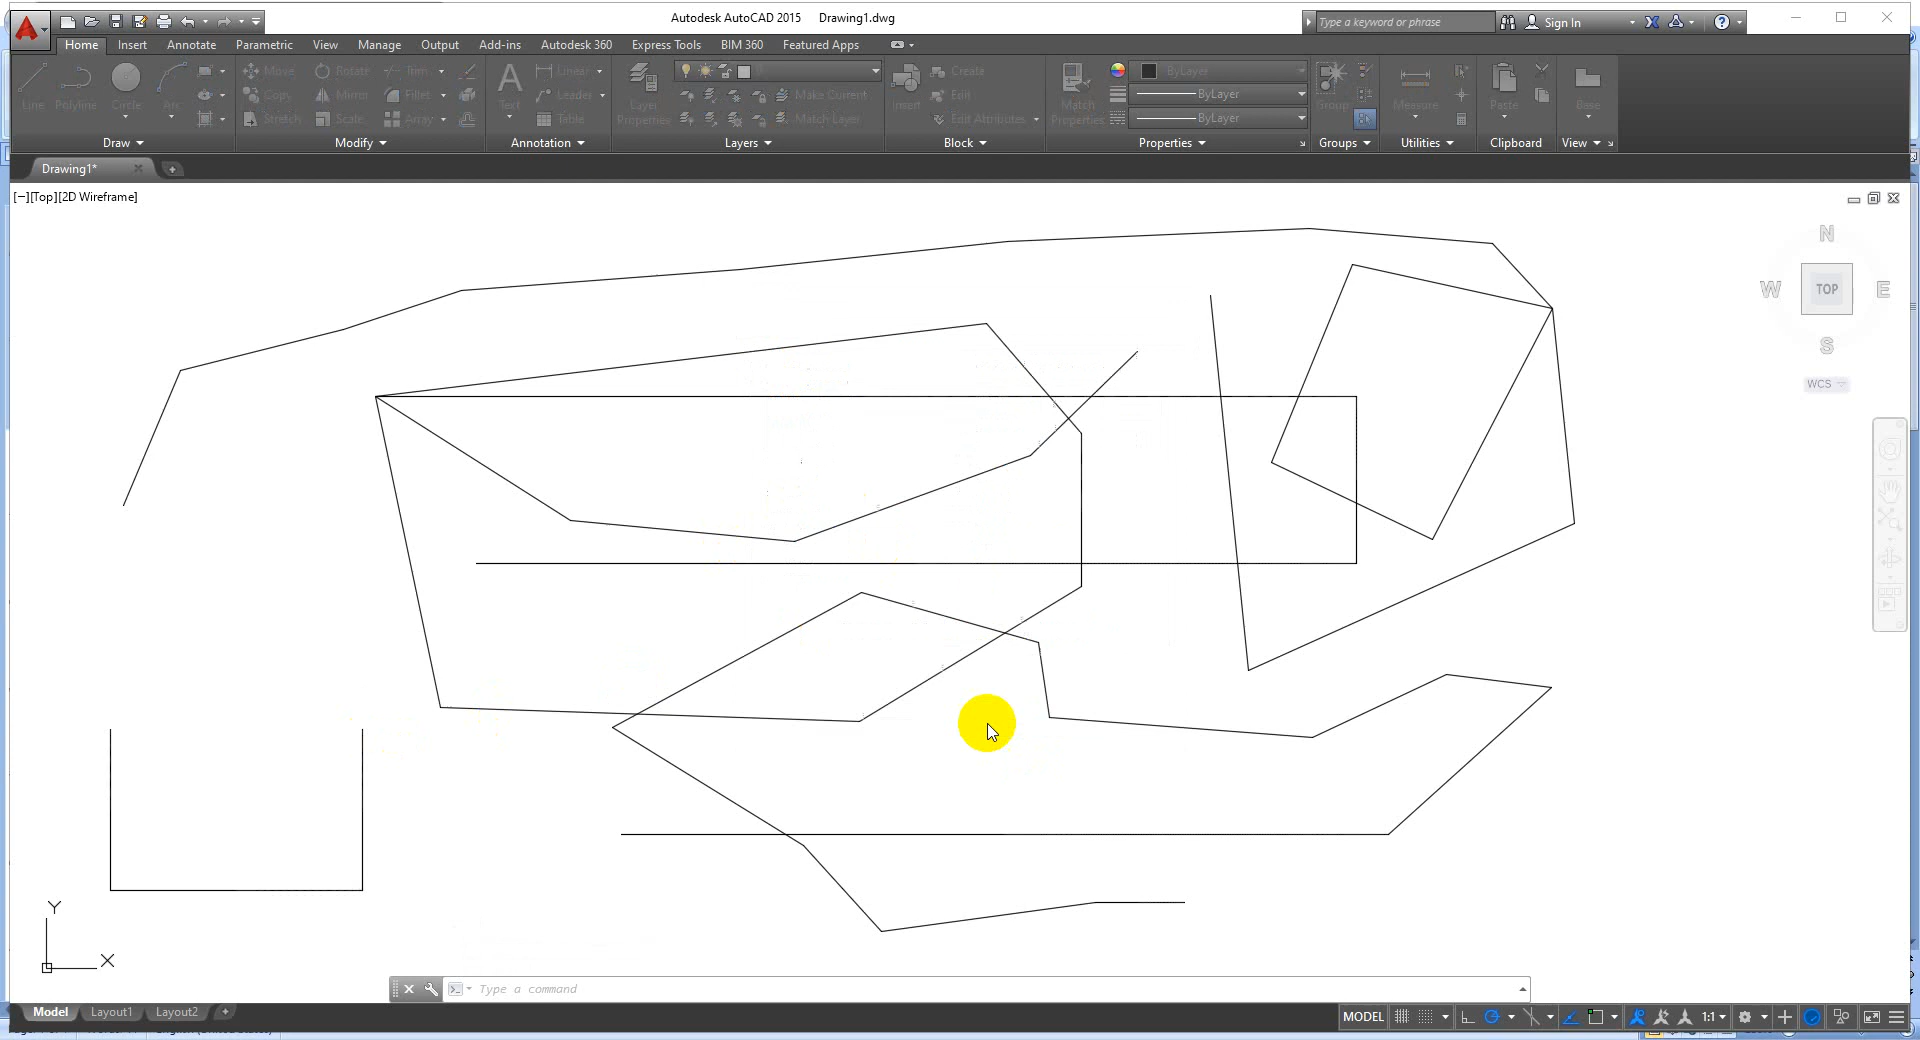 Autodesk AutoCAD 2015 Drawing1.dwg
Type a keyword or phrase
Sign In
Home Insert Annotate Parametric View Manage Output Add-ins Autodesk 360 Express Tools BIM 360 Featured Apps
Line Polyline Circle Arc
Move Rotate Trim
Copy Mirror Fillet
Stretch Scale Array
Text
Linear
Leader
Table
Layer Properties
Make Current
Match Layer
Insert
Create
Edit
Edit Attributes
Match Properties
ByLayer
ByLayer
ByLayer
Group
Measure
Paste
Base
Draw Modify Annotation Layers Block Properties Groups Utilities Clipboard View
Drawing1*
[−][Top][2D Wireframe]
N
W TOP E
S
WCS
Y
X
Type a command
Model Layout1 Layout2
MODEL
1:1